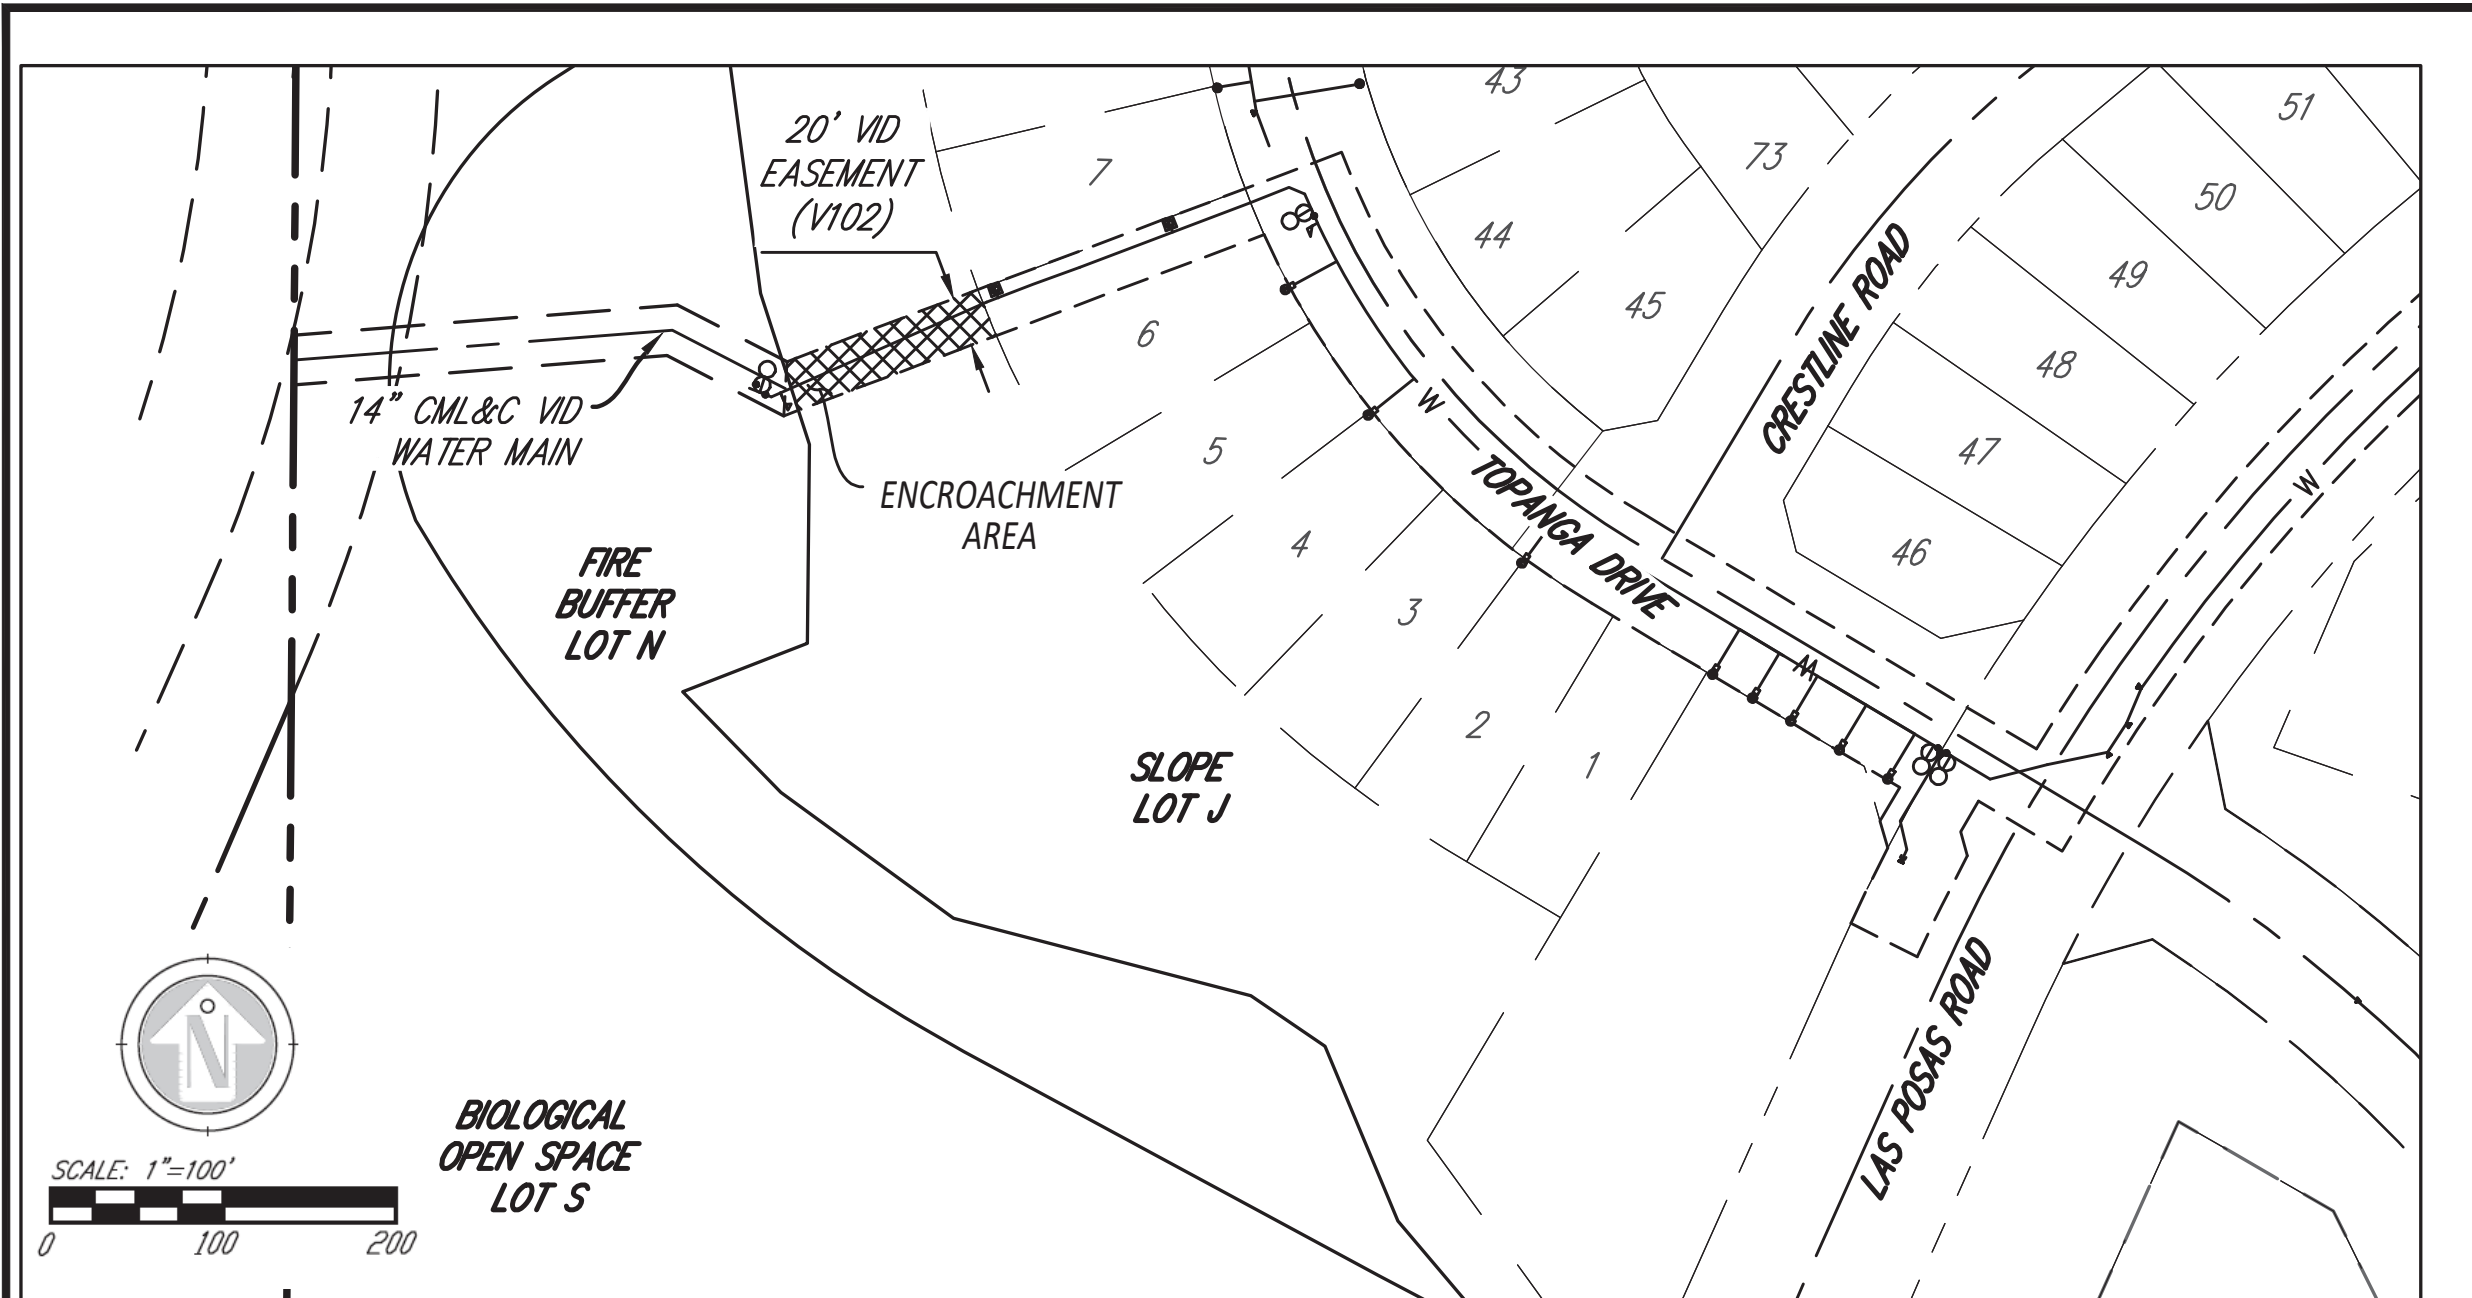 43
51
20' VID
EASEMENT
(V102)
7
73
50
44
49
45
6
48
CRESTLINE ROAD
14" CML&C VID
WATER MAIN
W
5
47
W
ENCROACHMENT
AREA
TOPANGA DRIVE
4
46
FIRE
BUFFER
LOT N
3
W
2
1
SLOPE
LOT J
N
LAS POSAS ROAD
BIOLOGICAL
OPEN SPACE
LOT S
SCALE: 1"=100'
0 100 200